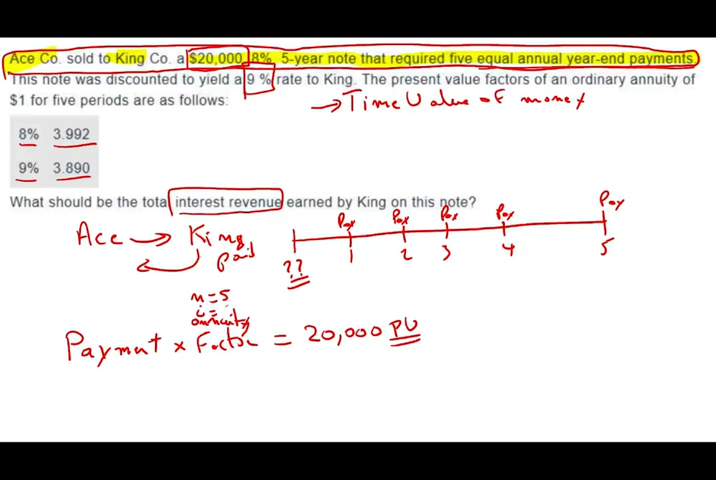 Ace Co. sold to King Co. a $20,000, 8%, 5-year note that required five equal annual year-end payments.
This note was discounted to yield a 9 % rate to King. The present value factors of an ordinary annuity of
$1 for five periods are as follows:
→ Time Value of money
8% 3.992
9% 3.890
What should be the total interest revenue earned by King on this note?
Ace → King
paid
Pay Pay Pay Pay Pay
?? 1 2 3 4 5
n=5
i=
annuity
Payment x Factor = 20,000 PV